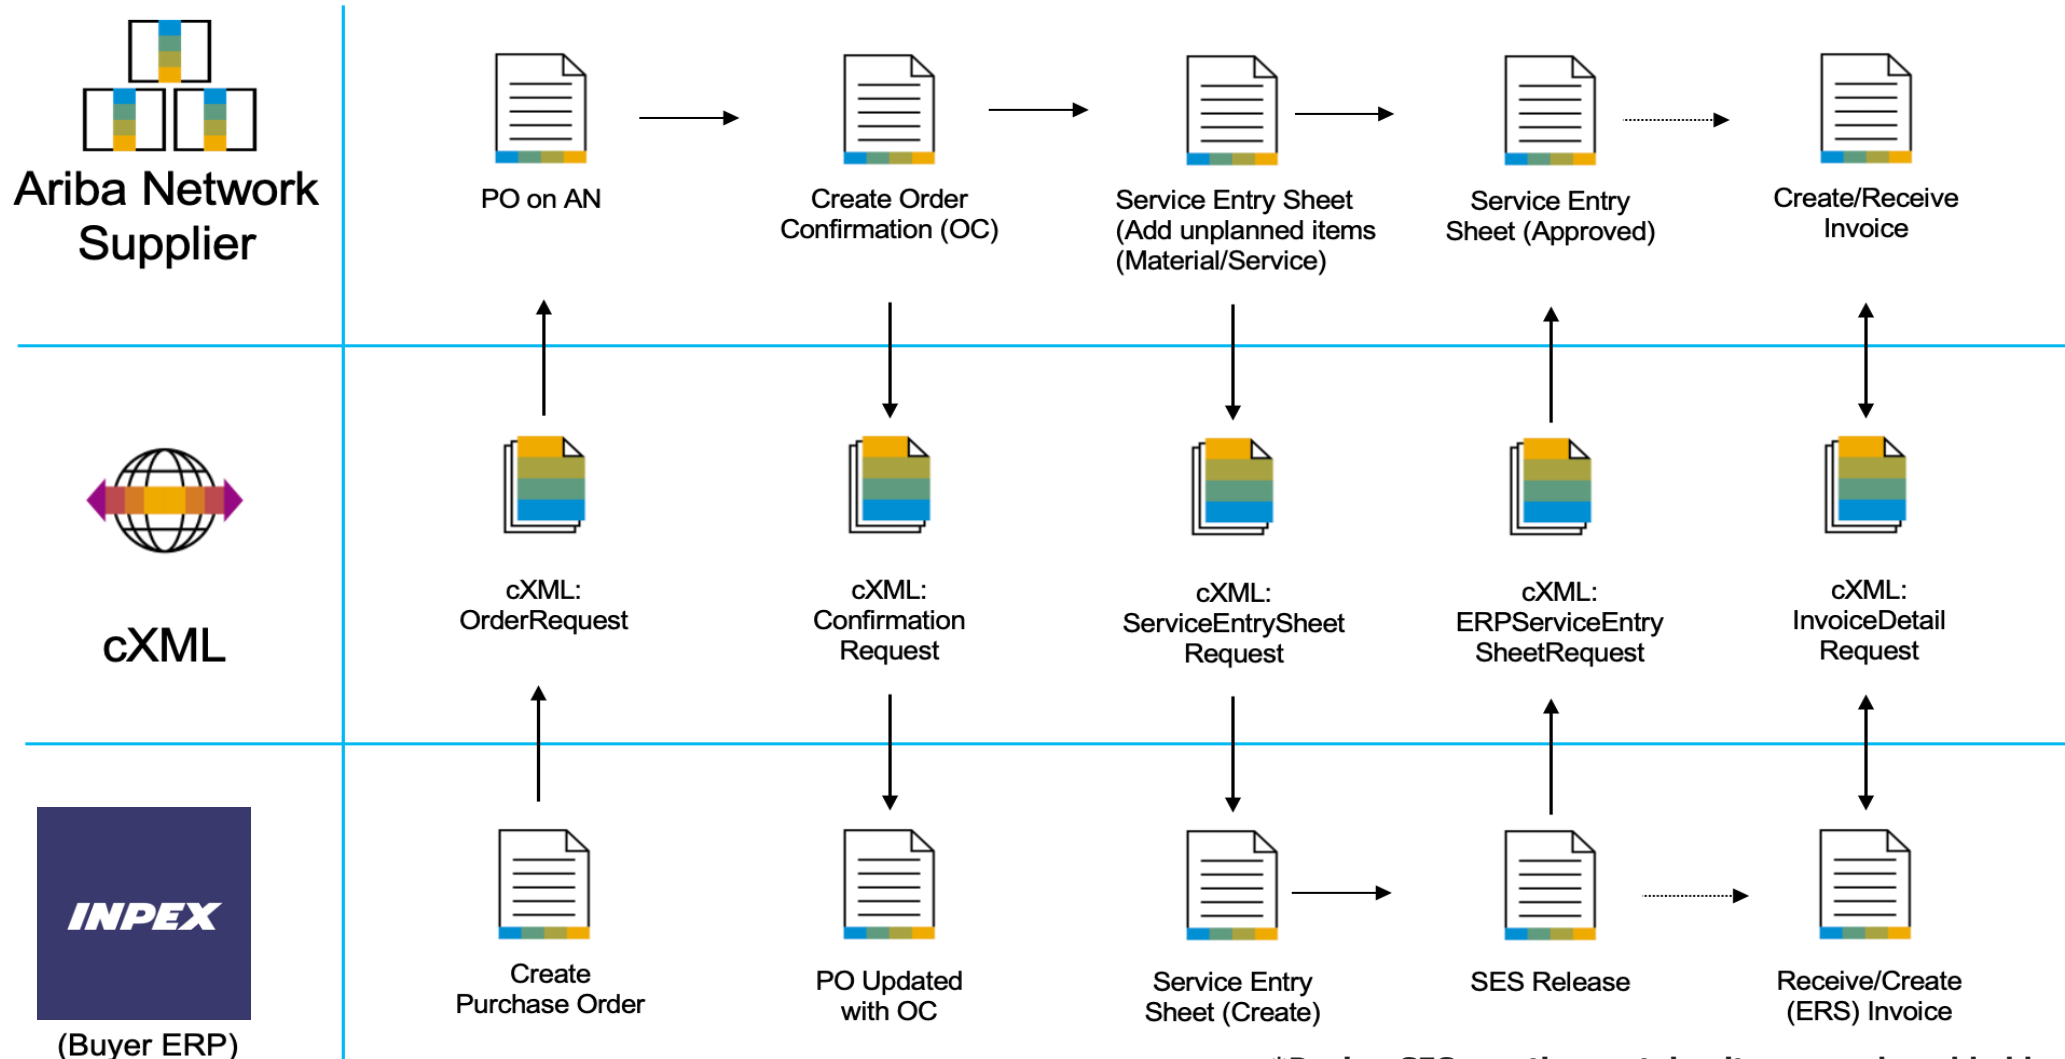 Ariba Network
Supplier
PO on AN
Create Order
Confirmation (OC)
Service Entry Sheet
(Add unplanned items
(Material/Service)
Service Entry
Sheet (Approved)
Create/Receive
Invoice
cXML
cXML:
OrderRequest
cXML:
Confirmation
Request
cXML:
ServiceEntrySheet
Request
cXML:
ERPServiceEntry
SheetRequest
cXML:
InvoiceDetail
Request
INPEX
(Buyer ERP)
Create
Purchase Order
PO Updated
with OC
Service Entry
Sheet (Create)
SES Release
Receive/Create
(ERS) Invoice